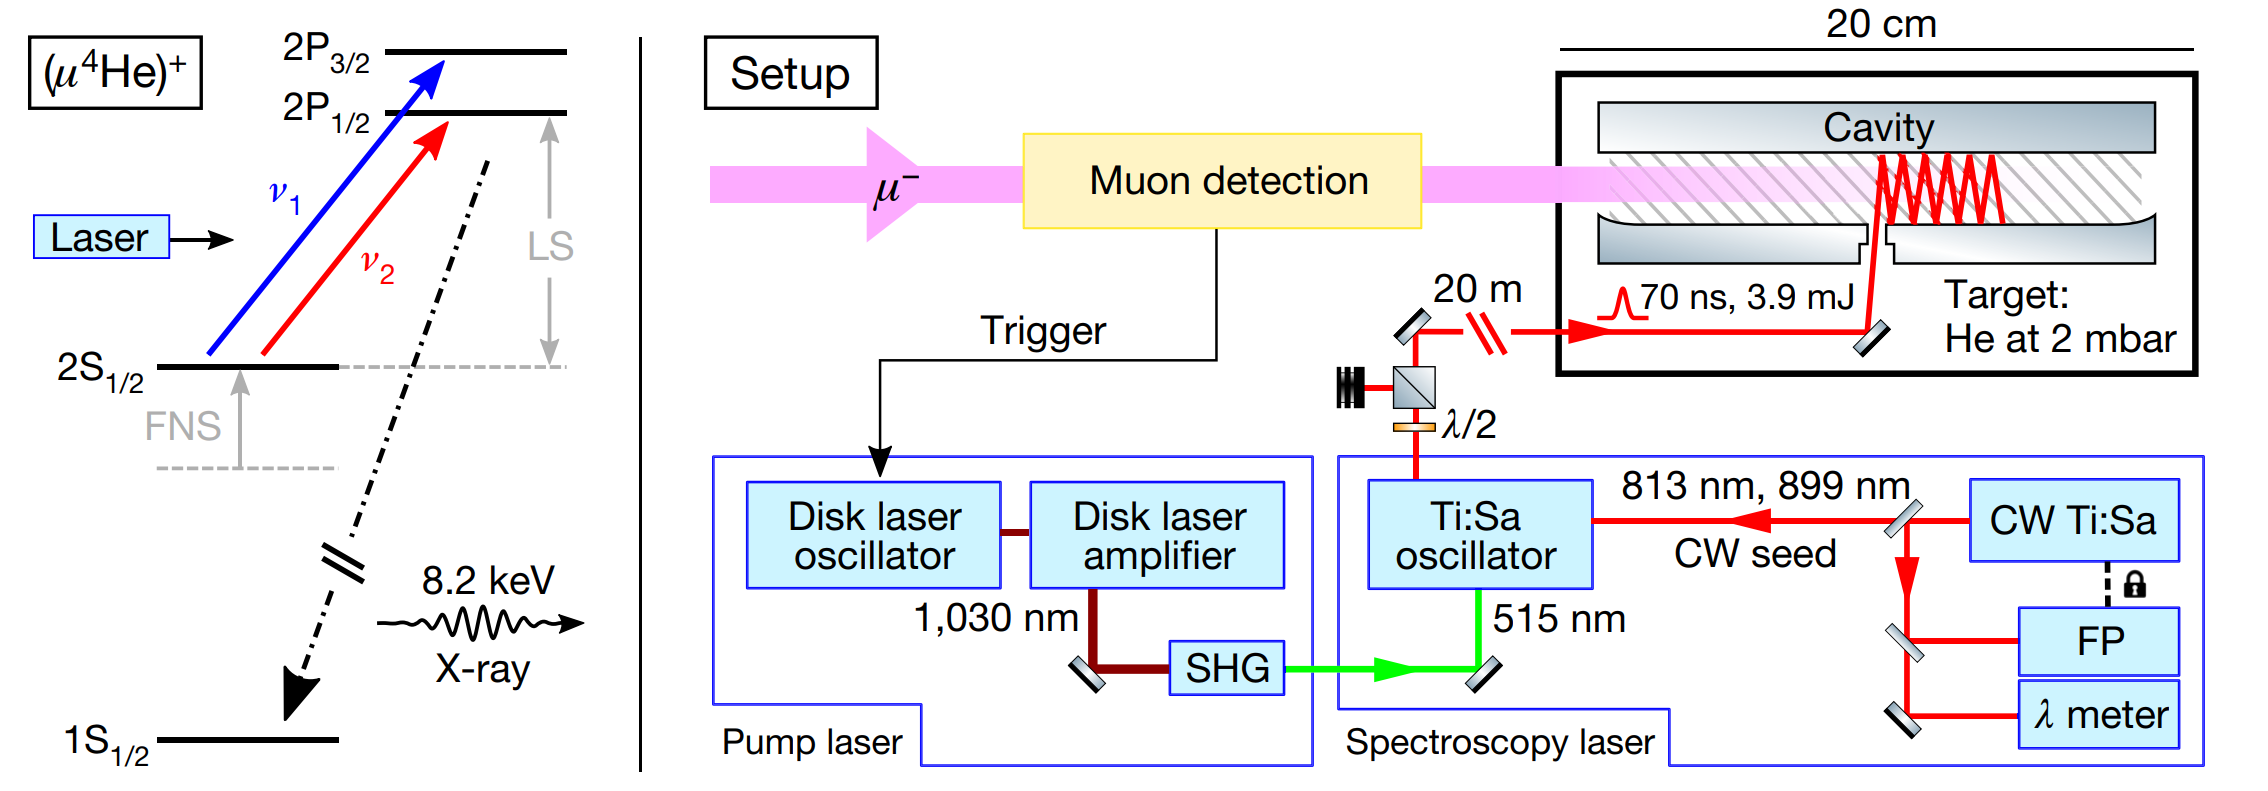 (μ⁴He)⁺
2P₃/₂
2P₁/₂
ν₁
Laser
ν₂
LS
2S₁/₂
FNS
8.2 keV
X-ray
1S₁/₂
Setup
20 cm
μ⁻
Muon detection
Cavity
Trigger
20 m
70 ns, 3.9 mJ
Target:
He at 2 mbar
λ/2
Disk laser
oscillator
Disk laser
amplifier
1,030 nm
SHG
Pump laser
Ti:Sa
oscillator
813 nm, 899 nm
CW seed
CW Ti:Sa
515 nm
FP
λ meter
Spectroscopy laser